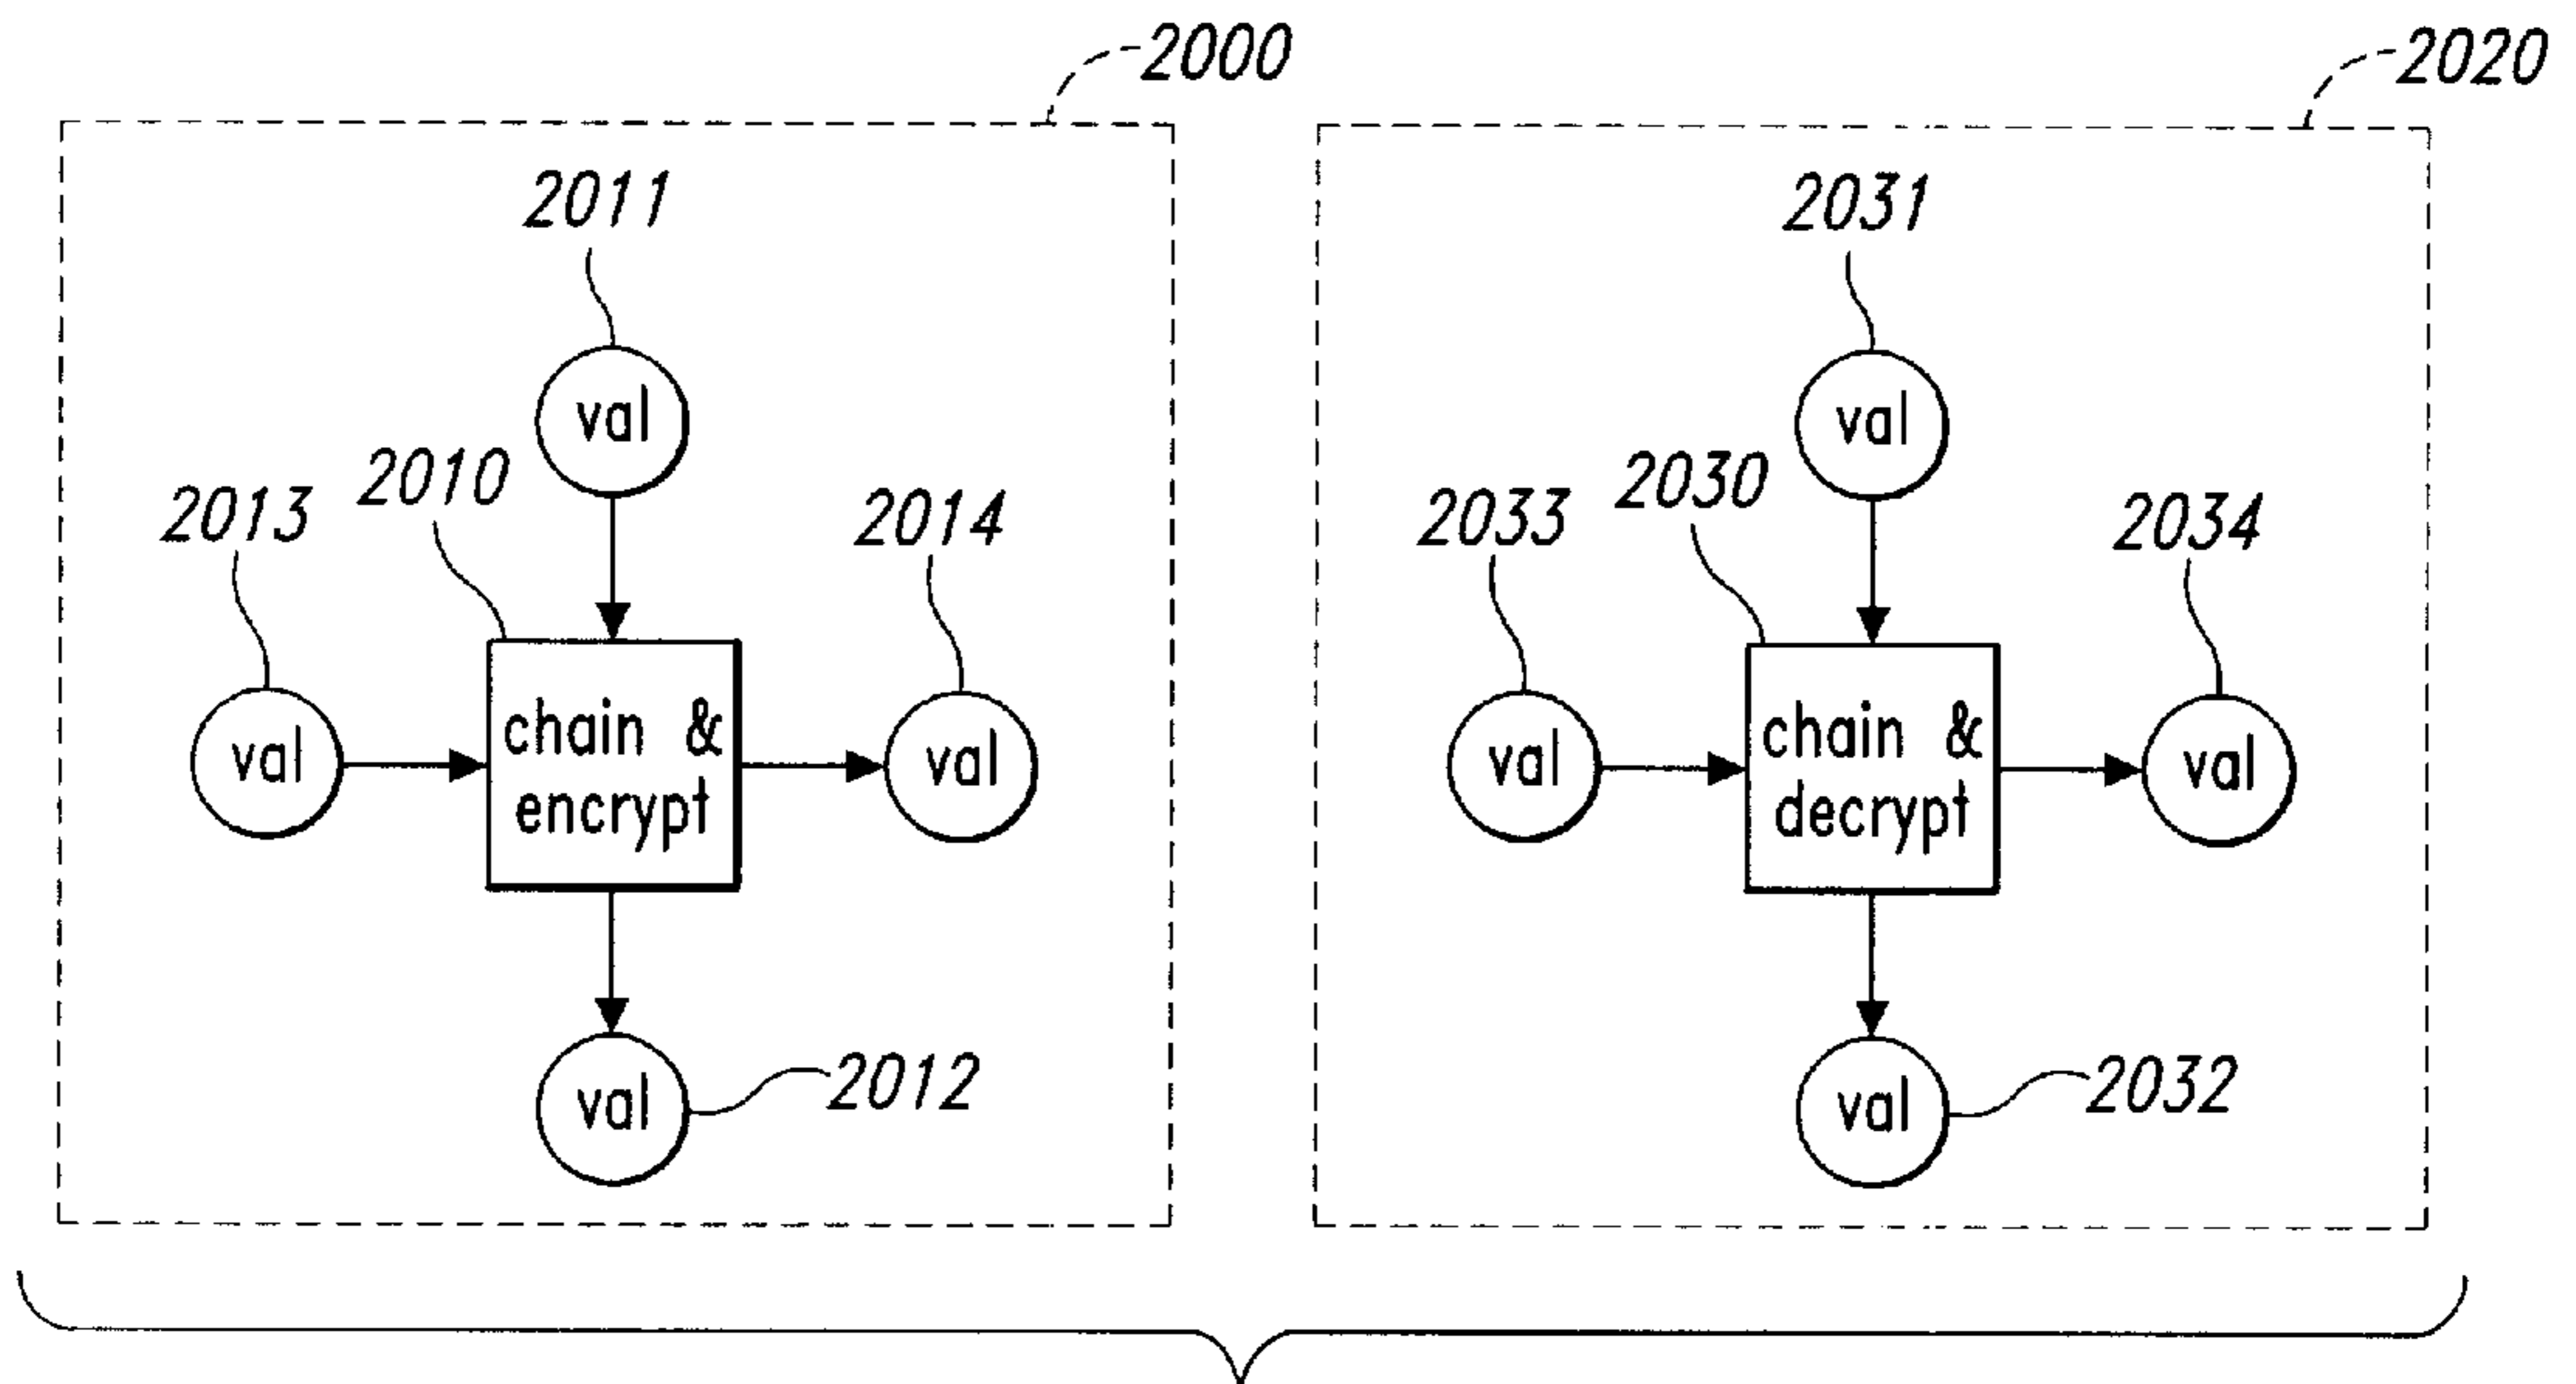 2000
2020
2011
2031
val
val
2010
2030
2013
2014
2033
2034
chain &
encrypt
chain &
decrypt
val
val
val
val
val
2012
val
2032